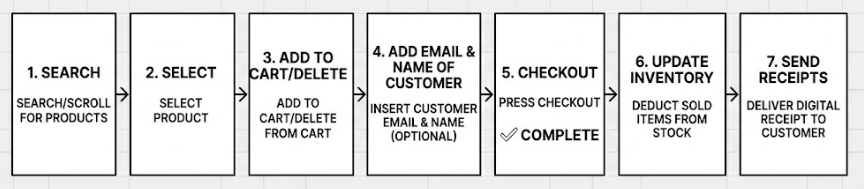 1. SEARCH
SEARCH/SCROLL
FOR PRODUCTS
2. SELECT
SELECT
PRODUCT
3. ADD TO
CART/DELETE
ADD TO
CART/DELETE
FROM CART
4. ADD EMAIL &
NAME OF
CUSTOMER
INSERT CUSTOMER
EMAIL & NAME
(OPTIONAL)
5. CHECKOUT
PRESS CHECKOUT
✓ COMPLETE
6. UPDATE
INVENTORY
DEDUCT SOLD
ITEMS FROM
STOCK
7. SEND
RECEIPTS
DELIVER DIGITAL
RECEIPT TO
CUSTOMER